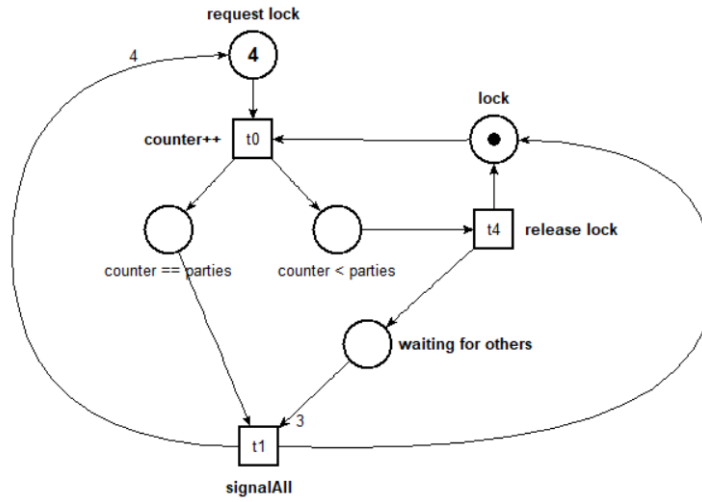 request lock
4
4
lock
counter++
t0
t4
release lock
counter == parties
counter < parties
waiting for others
3
t1
signalAll